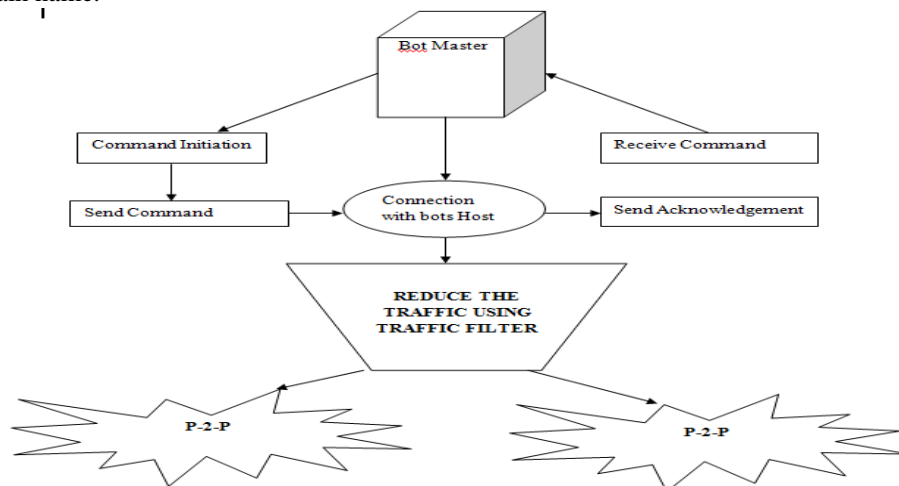 Bot Master
Command Initiation
Receive Command
Send Command
Connection
with bots Host
Send Acknowledgement
REDUCE THE
TRAFFIC USING
TRAFFIC FILTER
P-2-P
P-2-P